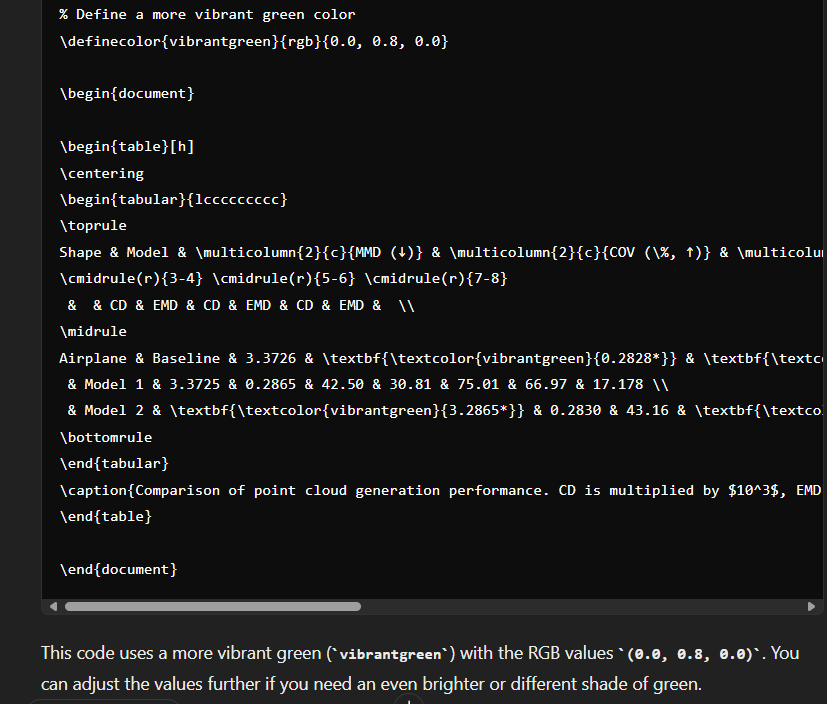 % Define a more vibrant green color
\definecolor{vibrantgreen}{rgb}{0.0, 0.8, 0.0}
\begin{document}
\begin{table}[h]
\centering
\begin{tabular}{lccccccccc}
\toprule
Shape & Model & \multicolumn{2}{c}{MMD (↓)} & \multicolumn{2}{c}{COV (\%, ↑)} & \multicolu
\cmidrule(r){3-4} \cmidrule(r){5-6} \cmidrule(r){7-8}
& & CD & EMD & CD & EMD & CD & EMD & \\
\midrule
Airplane & Baseline & 3.3726 & \textbf{\textcolor{vibrantgreen}{0.2828*}} & \textbf{\textc
& Model 1 & 3.3725 & 0.2865 & 42.50 & 30.81 & 75.01 & 66.97 & 17.178 \\
& Model 2 & \textbf{\textcolor{vibrantgreen}{3.2865*}} & 0.2830 & 43.16 & \textbf{\textco
\bottomrule
\end{tabular}
\caption{Comparison of point cloud generation performance. CD is multiplied by $10^3$, EMD
\end{table}
\end{document}
This code uses a more vibrant green (`vibrantgreen`) with the RGB values `(0.0, 0.8, 0.0)`. You
can adjust the values further if you need an even brighter or different shade of green.